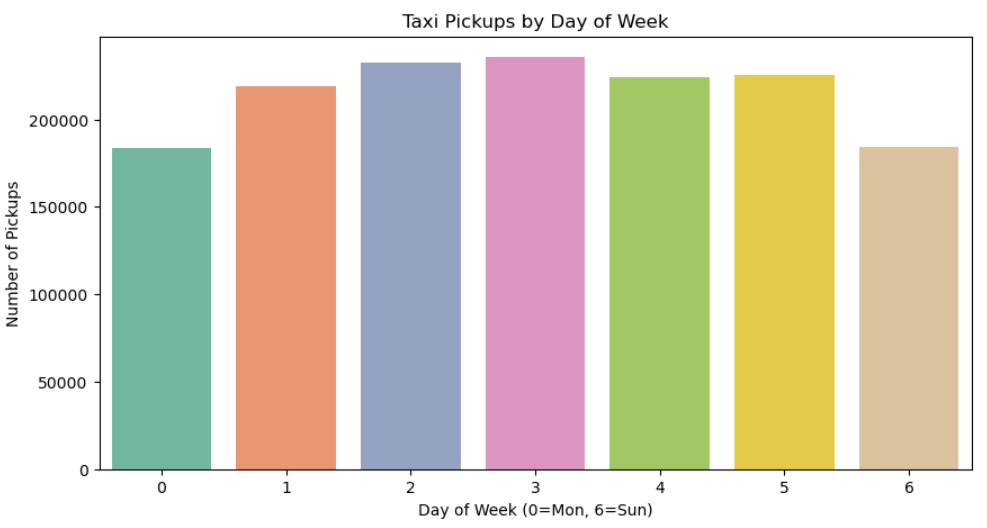 Taxi Pickups by Day of Week
Number of Pickups
200000
150000
100000
50000
0
0 1 2 3 4 5 6
Day of Week (0=Mon, 6=Sun)